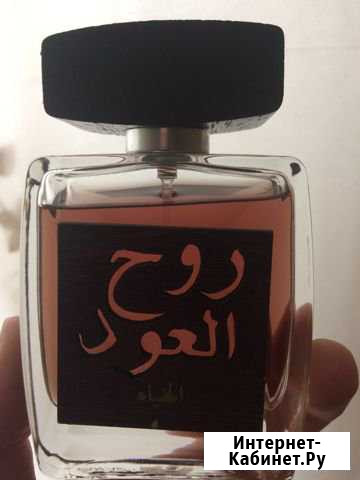 روح
العود
Интернет-
Кабинет.Ру